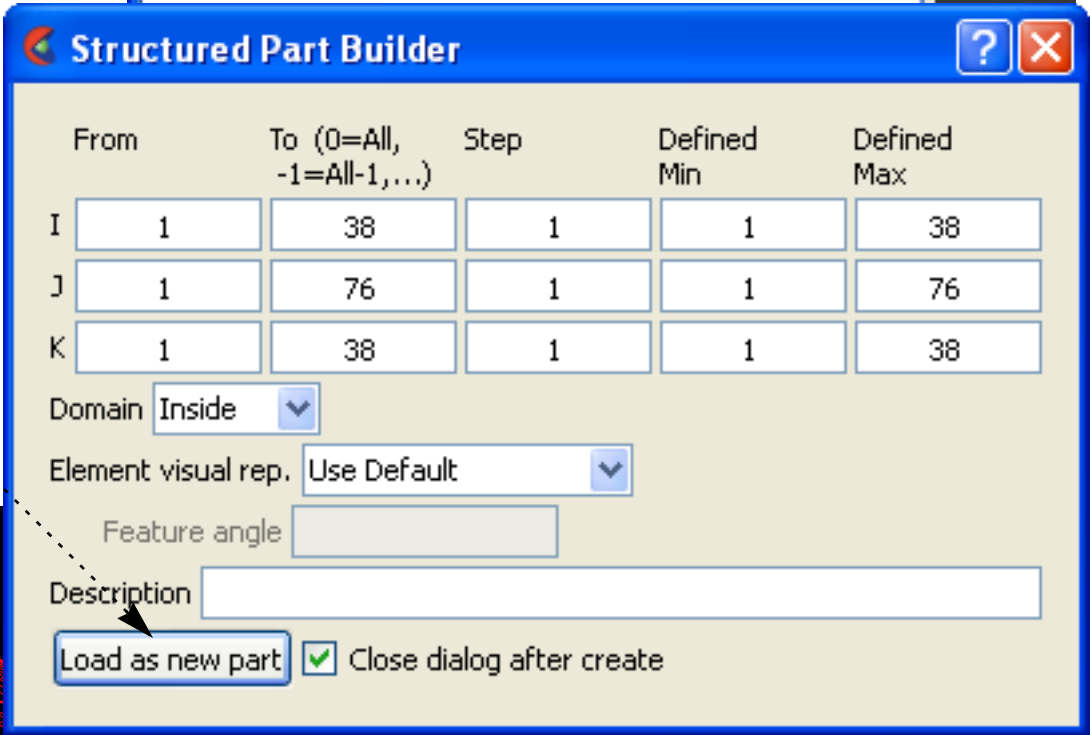 Structured Part Builder
From To (0=All, Step Defined Defined
-1=All-1,...) Min Max
I 1 38 1 1 38
J 1 76 1 1 76
K 1 38 1 1 38
Domain Inside
Element visual rep. Use Default
Feature angle
Description
Load as new part Close dialog after create